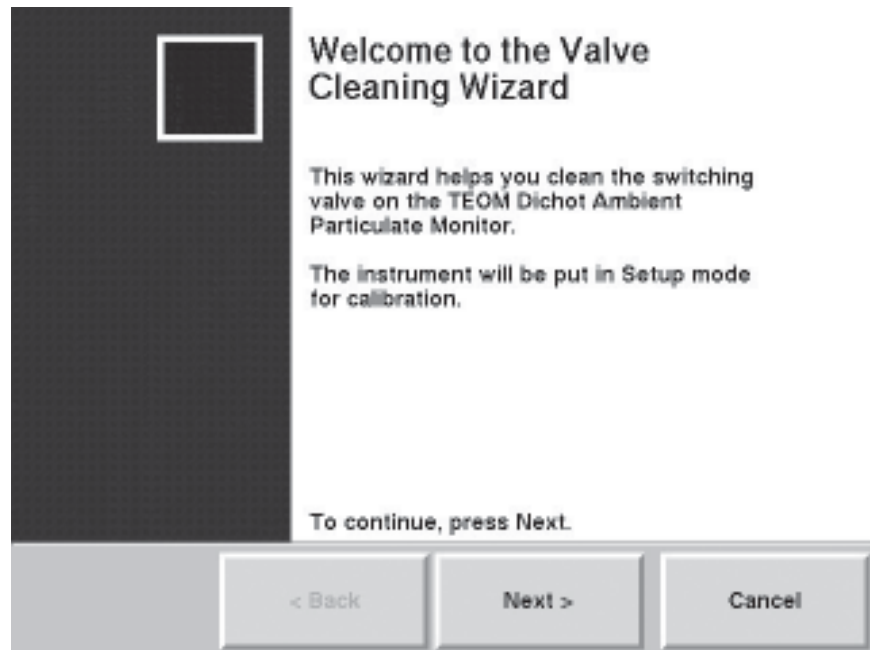 Welcome to the Valve
Cleaning Wizard
This wizard helps you clean the switching
valve on the TEOM Dichot Ambient
Particulate Monitor.
The instrument will be put in Setup mode
for calibration.
To continue, press Next.
< Back
Next >
Cancel